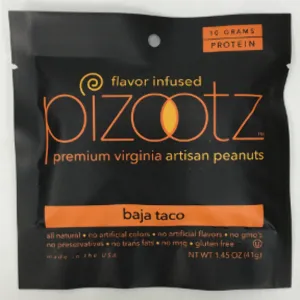 10 GRAMS
PROTEIN
flavor infused
pizootz™
premium virginia artisan peanuts
baja taco
all natural • no artificial colors • no artificial flavors • no gmo's
no preservatives • no trans fats • no msg • gluten free
made in the USA
NET WT 1.45 OZ (41g)